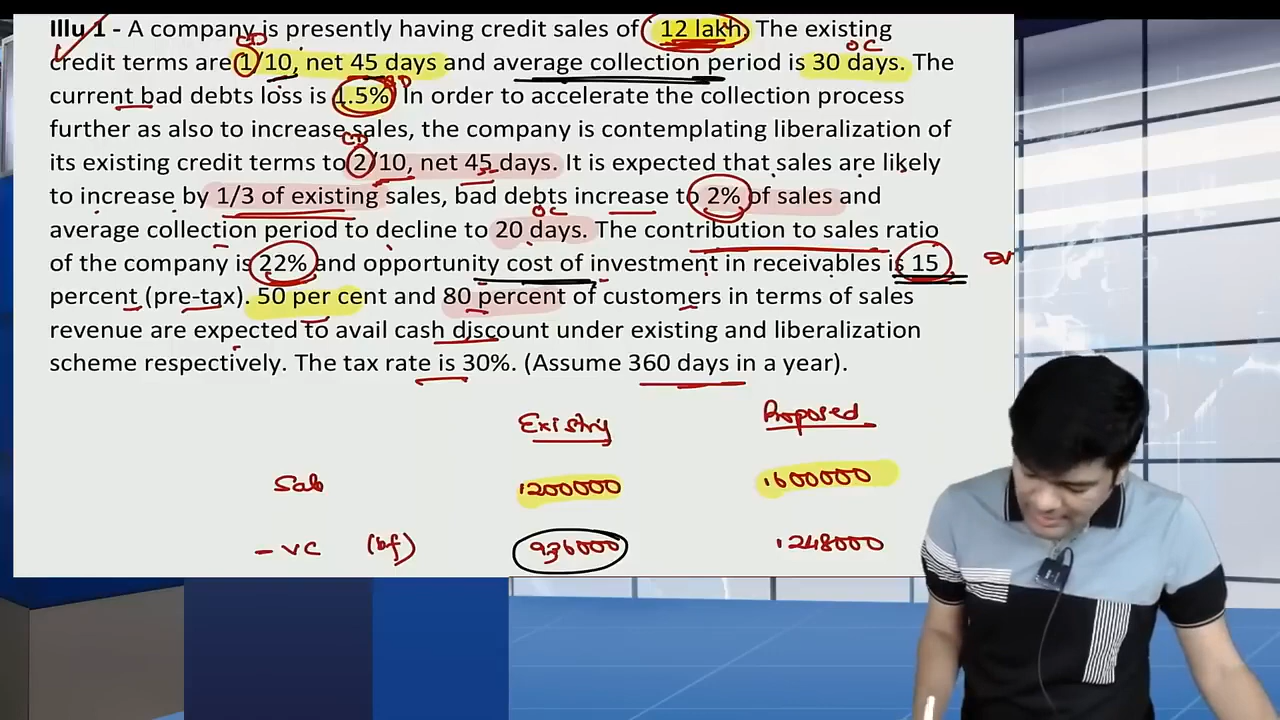 Illu 1 - A company is presently having credit sales of ` 12 lakh. The existing
CD
OC
credit terms are 1/10, net 45 days and average collection period is 30 days. The
BD
current bad debts loss is 1.5%. In order to accelerate the collection process
further as also to increase sales, the company is contemplating liberalization of
CD
its existing credit terms to 2/10, net 45 days. It is expected that sales are likely
to increase by 1/3 of existing sales, bad debts increase to 2% of sales and
OC
average collection period to decline to 20 days. The contribution to sales ratio
of the company is 22% and opportunity cost of investment in receivables is 15
percent (pre-tax). 50 per cent and 80 percent of customers in terms of sales
revenue are expected to avail cash discount under existing and liberalization
scheme respectively. The tax rate is 30%. (Assume 360 days in a year).
Existing Proposed
Sales 1200000 1600000
- VC (bf) 936000 1248000